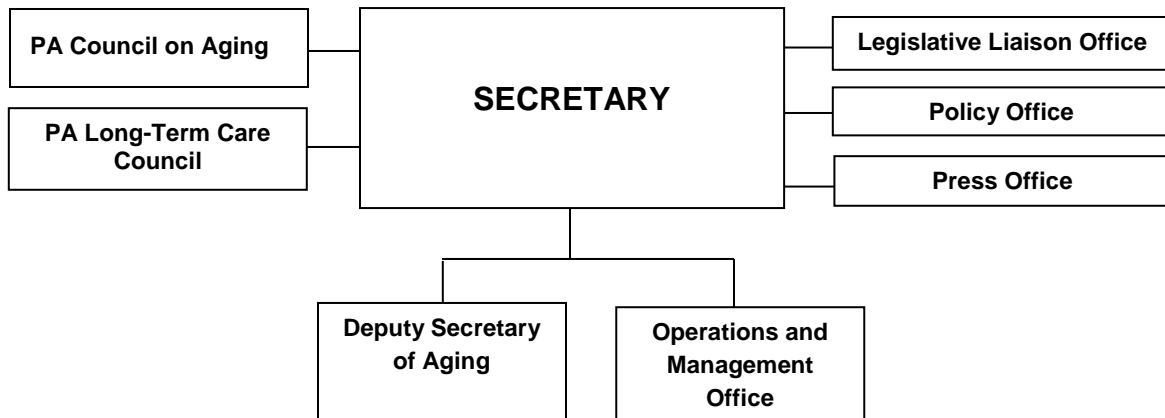 PA Council on Aging
PA Long-Term Care
Council
SECRETARY
Legislative Liaison Office
Policy Office
Press Office
Deputy Secretary
of Aging
Operations and
Management
Office